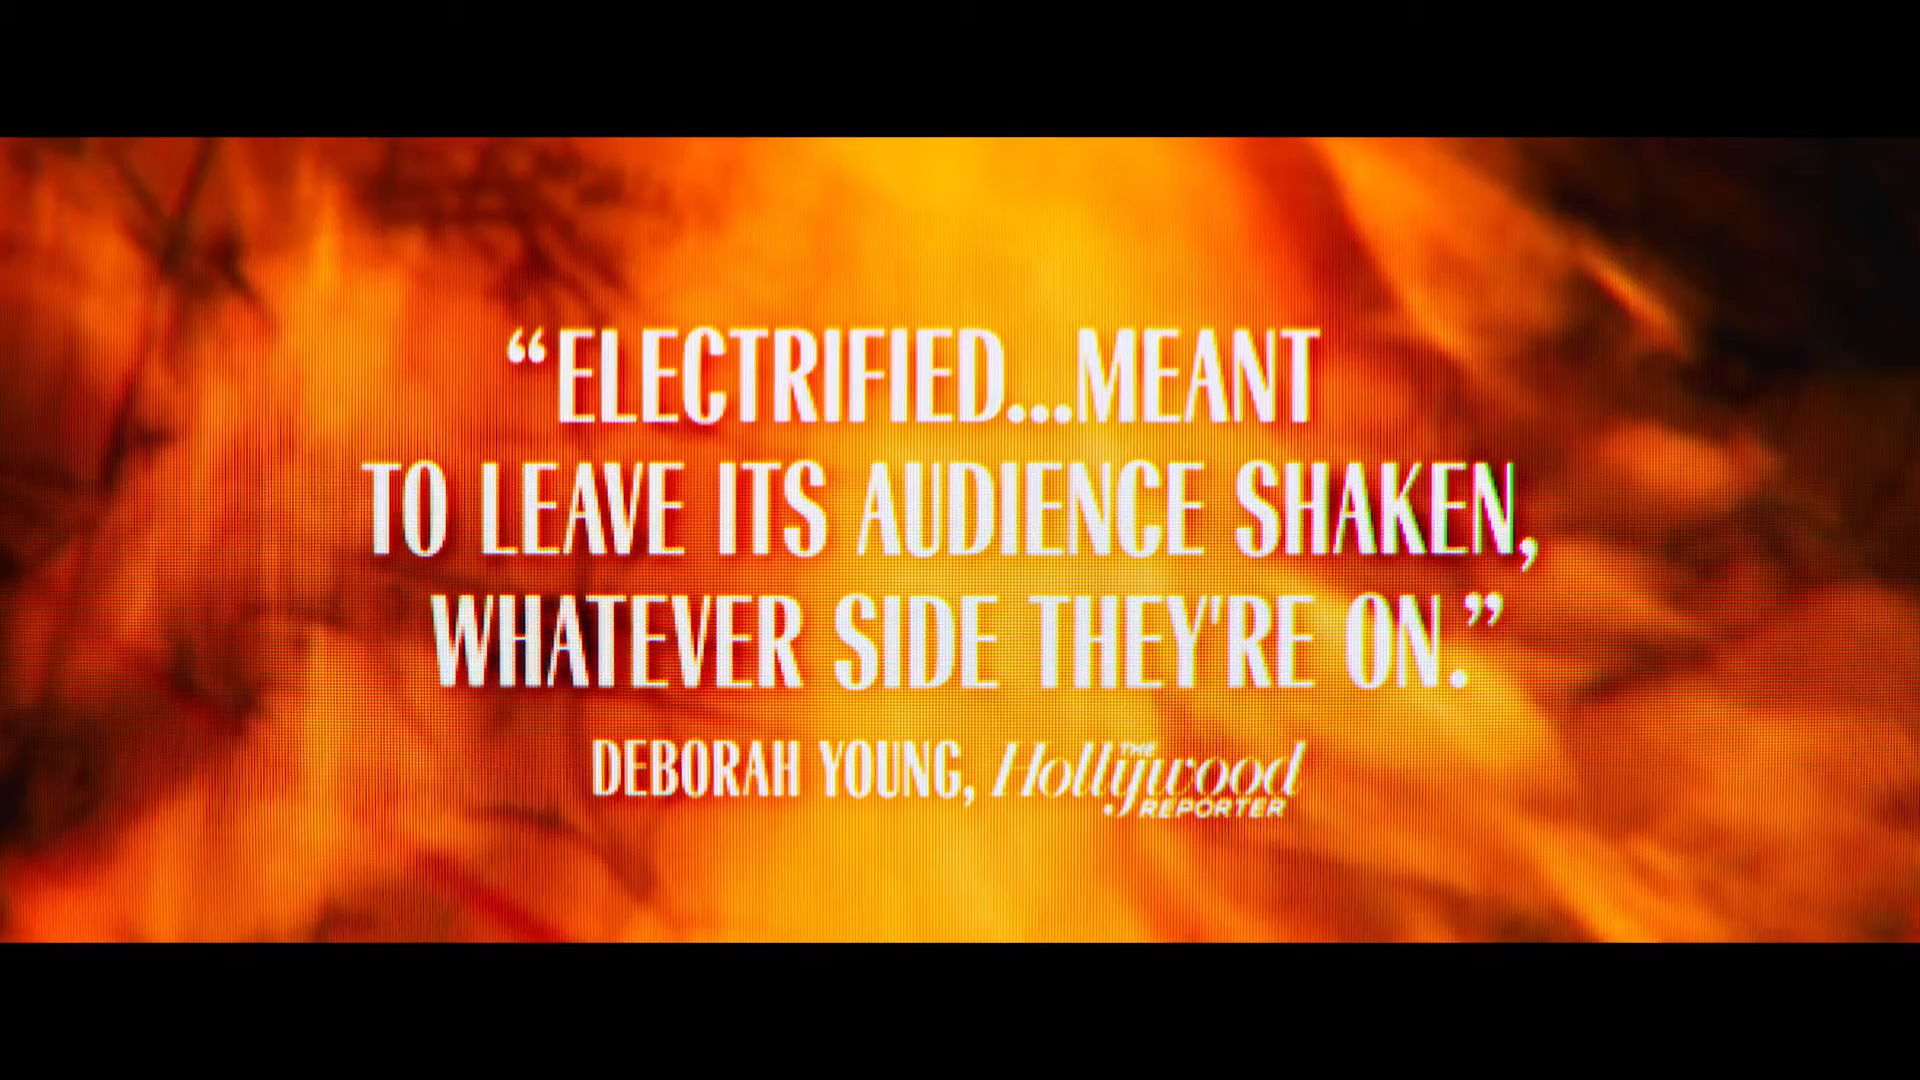 “ELECTRIFIED...MEANT
TO LEAVE ITS AUDIENCE SHAKEN,
WHATEVER SIDE THEY'RE ON.”
DEBORAH YOUNG, THE Hollywood REPORTER